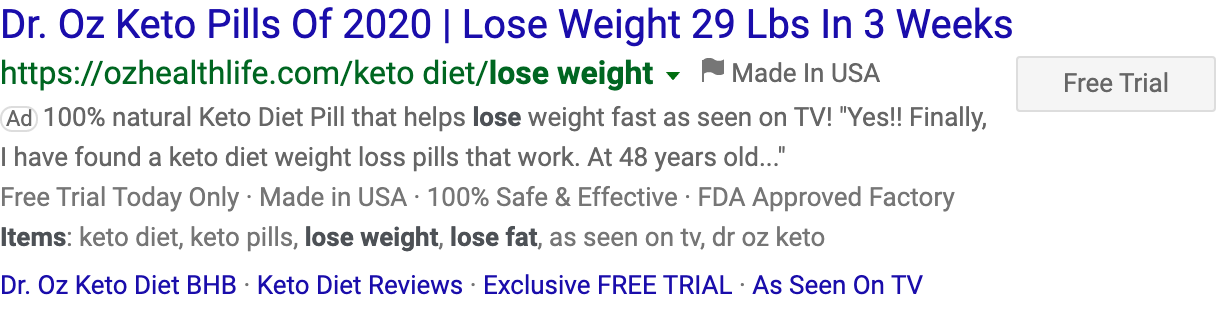 Dr. Oz Keto Pills Of 2020 | Lose Weight 29 Lbs In 3 Weeks
https://ozhealthlife.com/keto diet/lose weight Made In USA
Free Trial
Ad 100% natural Keto Diet Pill that helps lose weight fast as seen on TV! "Yes!! Finally,
I have found a keto diet weight loss pills that work. At 48 years old..."
Free Trial Today Only · Made in USA · 100% Safe & Effective · FDA Approved Factory
Items: keto diet, keto pills, lose weight, lose fat, as seen on tv, dr oz keto
Dr. Oz Keto Diet BHB · Keto Diet Reviews · Exclusive FREE TRIAL · As Seen On TV